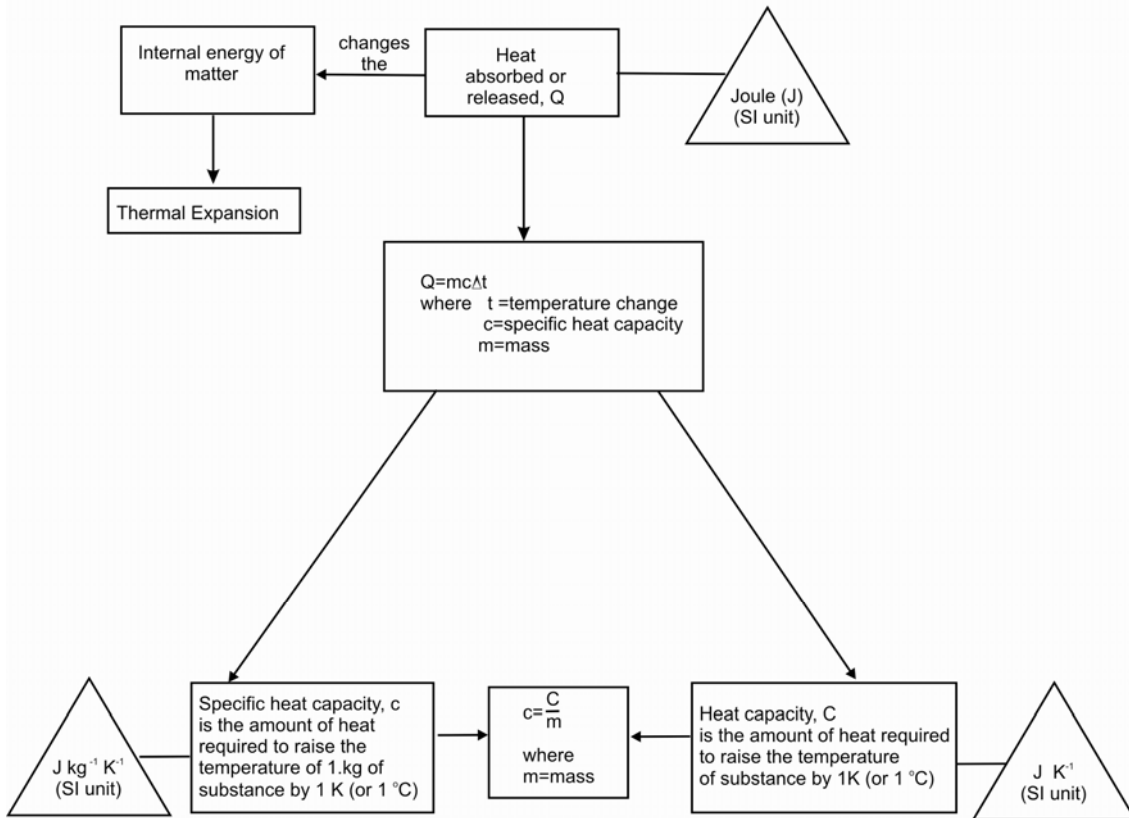 Internal energy of
matter
changes
the
Heat
absorbed or
released, Q
Joule (J)
(SI unit)
Thermal Expansion
Q=mcΔt
where t =temperature change
c=specific heat capacity
m=mass
J kg⁻¹ K⁻¹
(SI unit)
Specific heat capacity, c
is the amount of heat
required to raise the
temperature of 1.kg of
substance by 1 K (or 1 °C)
c=C/m
where
m=mass
Heat capacity, C
is the amount of heat required
to raise the temperature
of substance by 1K (or 1 °C)
J K⁻¹
(SI unit)